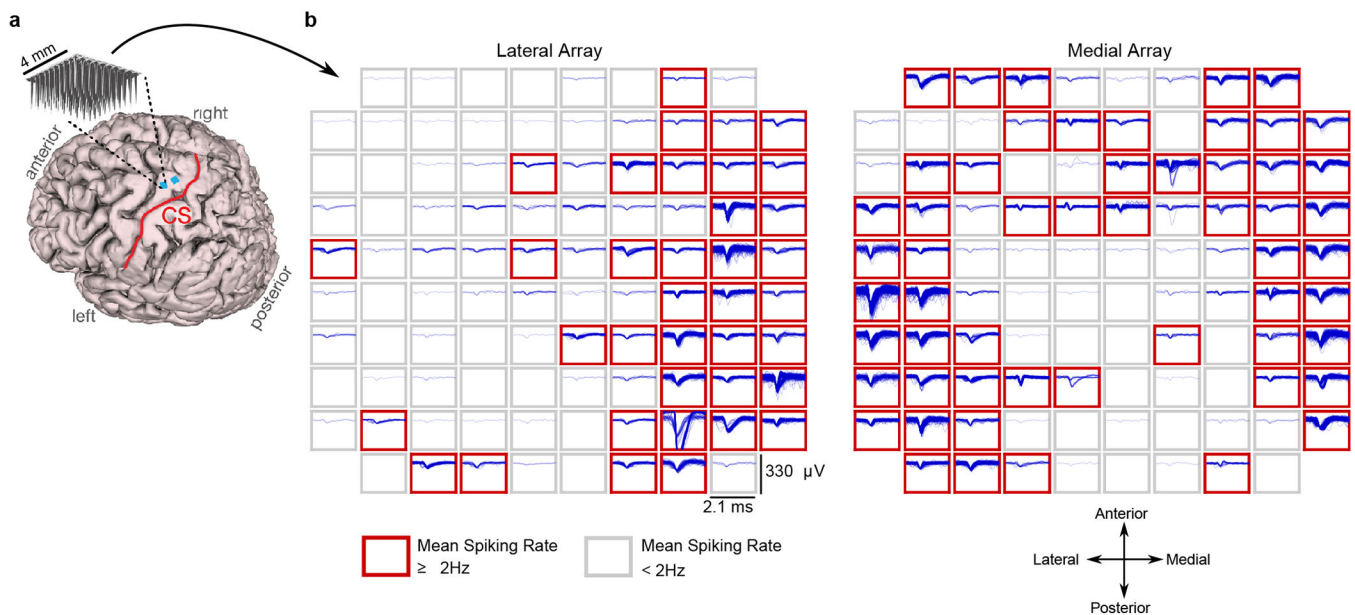 a
b
4 mm
right
anterior
CS
left
posterior
Lateral Array
Medial Array
330 µV
2.1 ms
Mean Spiking Rate
≥ 2Hz
Mean Spiking Rate
< 2Hz
Anterior
Lateral
Medial
Posterior